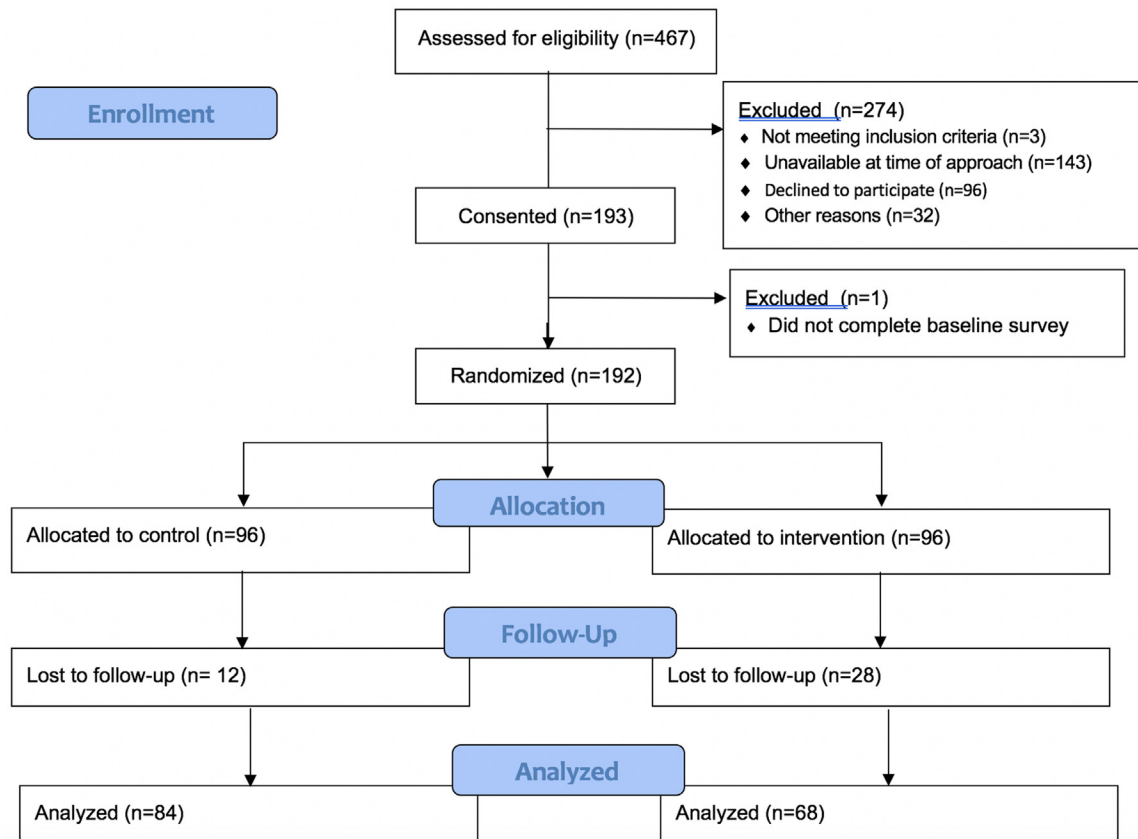 Assessed for eligibility (n=467)
Enrollment
Excluded (n=274)
♦ Not meeting inclusion criteria (n=3)
♦ Unavailable at time of approach (n=143)
♦ Declined to participate (n=96)
♦ Other reasons (n=32)
Consented (n=193)
Excluded (n=1)
♦ Did not complete baseline survey
Randomized (n=192)
Allocation
Allocated to control (n=96)
Allocated to intervention (n=96)
Follow-Up
Lost to follow-up (n= 12)
Lost to follow-up (n=28)
Analyzed
Analyzed (n=84)
Analyzed (n=68)